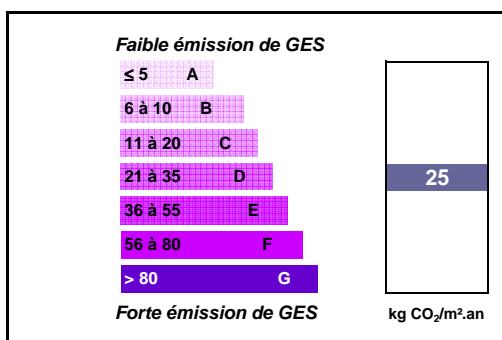 Faible émission de GES
≤ 5 A
6 à 10 B
11 à 20 C
21 à 35 D
25
36 à 55 E
56 à 80 F
> 80 G
Forte émission de GES
kg CO₂/m².an